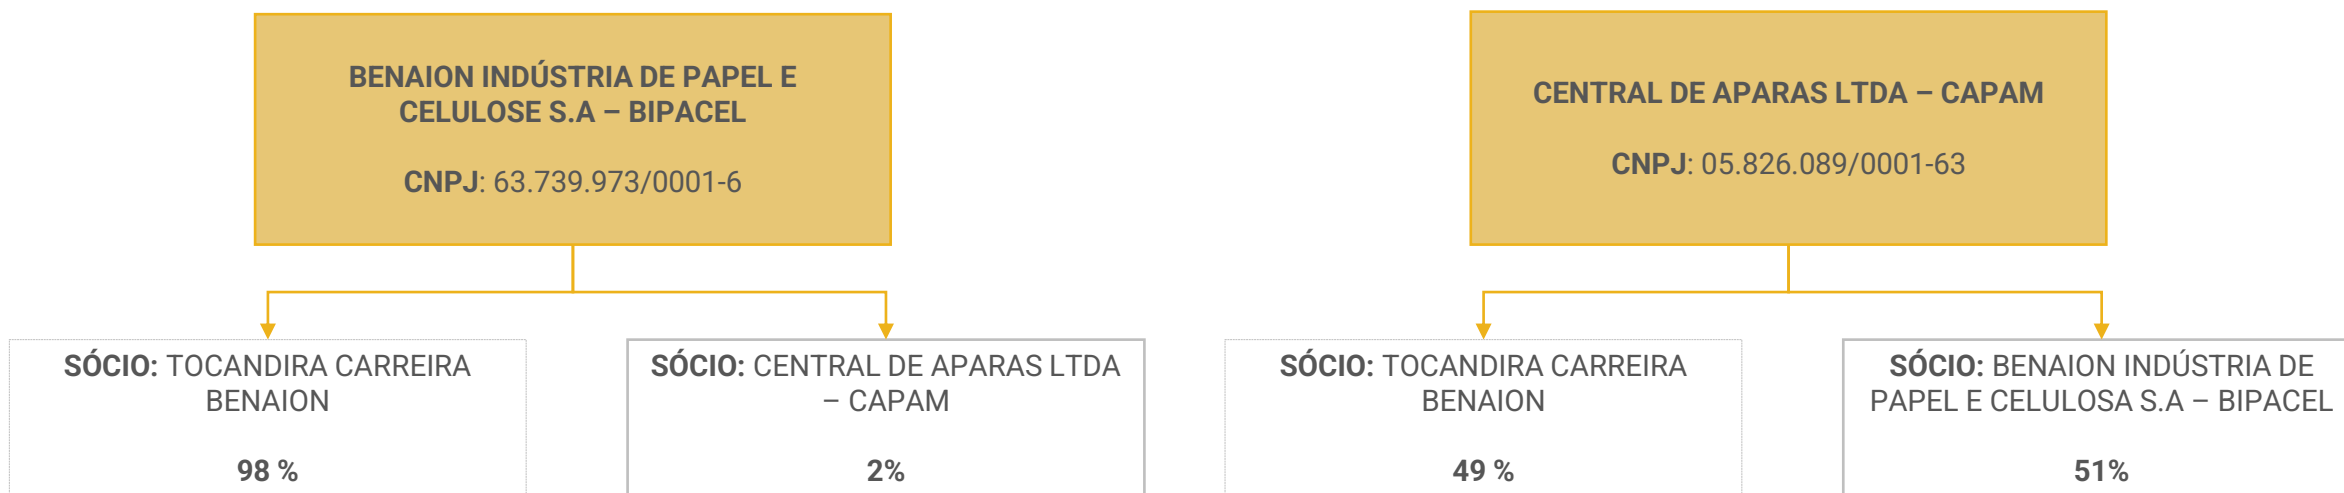 BENAION INDÚSTRIA DE PAPEL E
CELULOSE S.A – BIPACEL
CNPJ: 63.739.973/0001-6
CENTRAL DE APARAS LTDA – CAPAM
CNPJ: 05.826.089/0001-63
SÓCIO: TOCANDIRA CARREIRA
BENAION
98 %
SÓCIO: CENTRAL DE APARAS LTDA
– CAPAM
2%
SÓCIO: TOCANDIRA CARREIRA
BENAION
49 %
SÓCIO: BENAION INDÚSTRIA DE
PAPEL E CELULOSA S.A – BIPACEL
51%